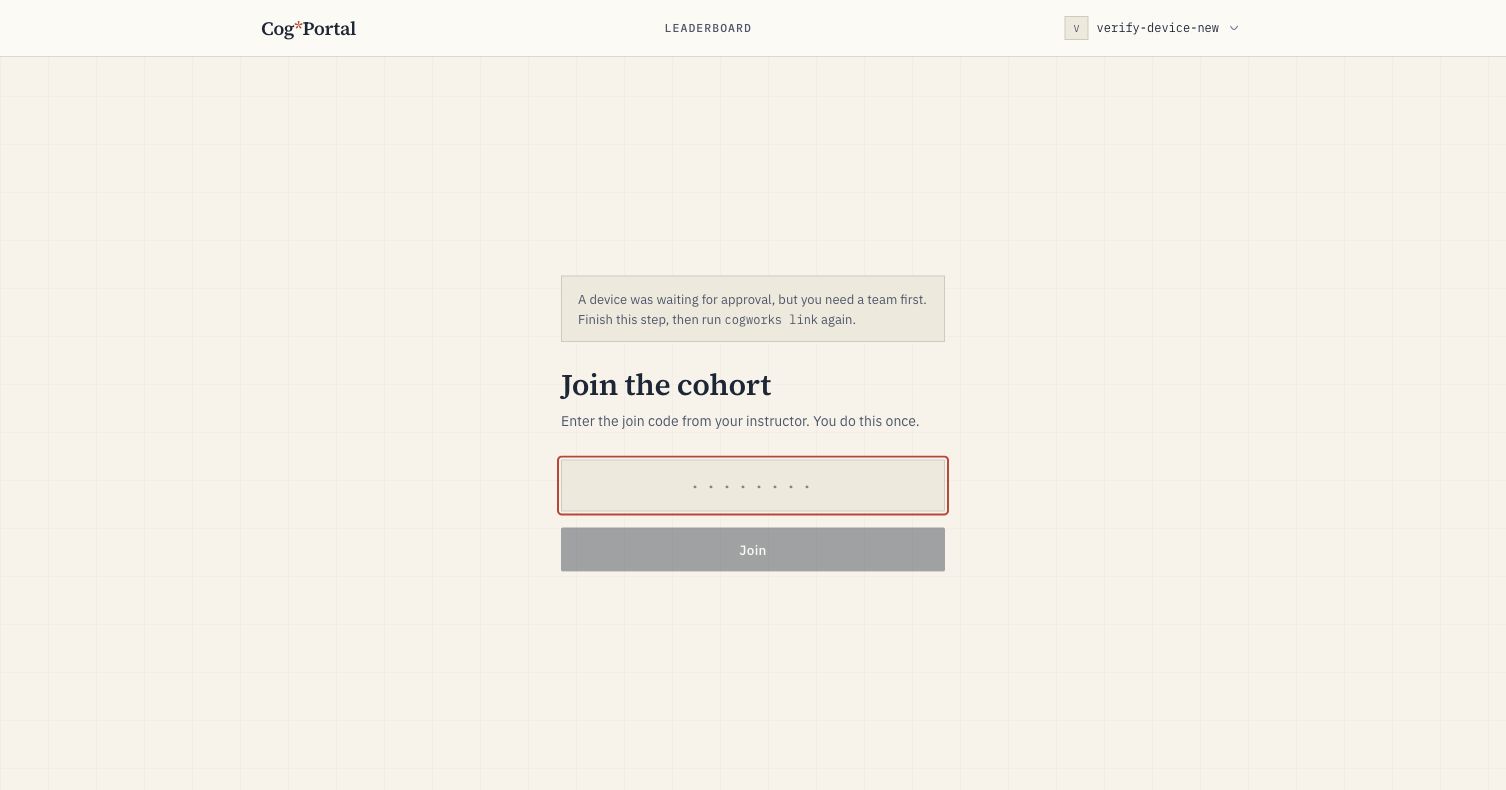 Cog*Portal
LEADERBOARD
V verify-device-new
A device was waiting for approval, but you need a team first.
Finish this step, then run cogworks link again.
Join the cohort
Enter the join code from your instructor. You do this once.
Join